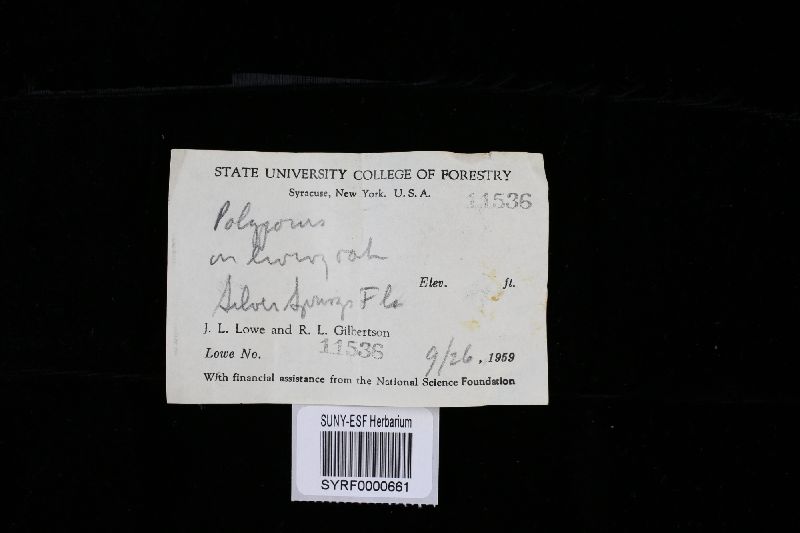 STATE UNIVERSITY COLLEGE OF FORESTRY
Syracuse, New York. U. S. A.
11536
Polyporus
on living oak
Elev. ft.
Silver Springs Fla
J. L. Lowe and R. L. Gilbertson
Lowe No. 11536
9/26, 1959
With financial assistance from the National Science Foundation
SUNY-ESF Herbarium
SYRF0000661